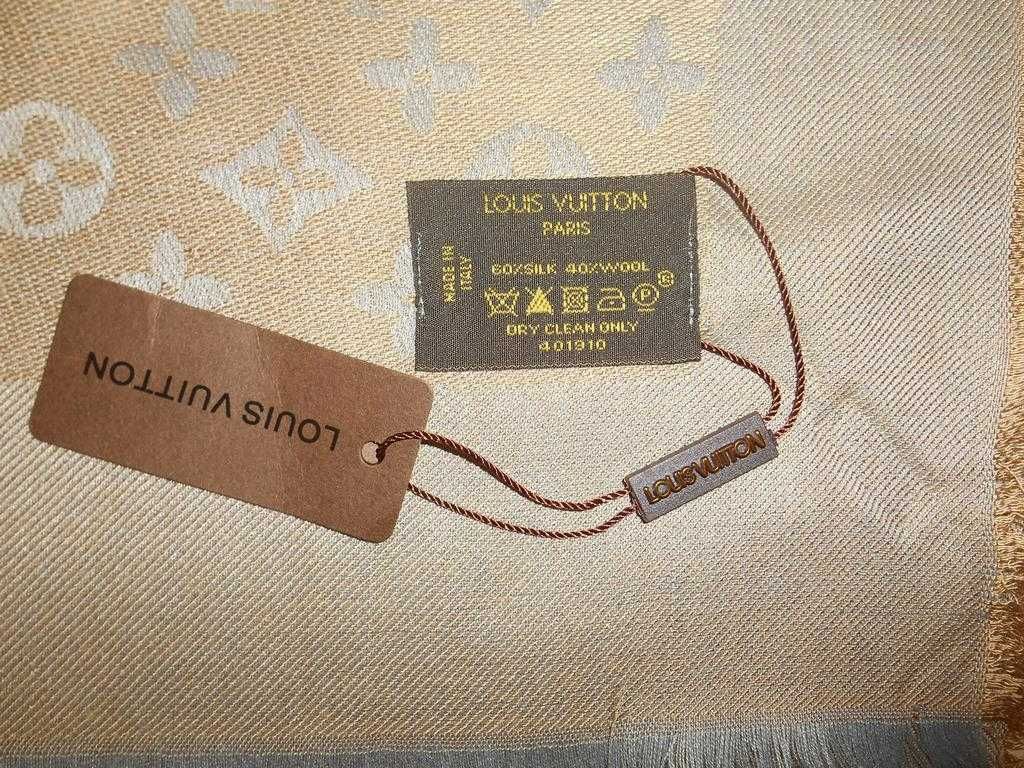 LOUIS VUITTON
PARIS
MADE IN
ITALY
60%SILK 40%WOOL
P
DRY CLEAN ONLY
401910
LOUIS VUITTON
LOUIS VUITTON